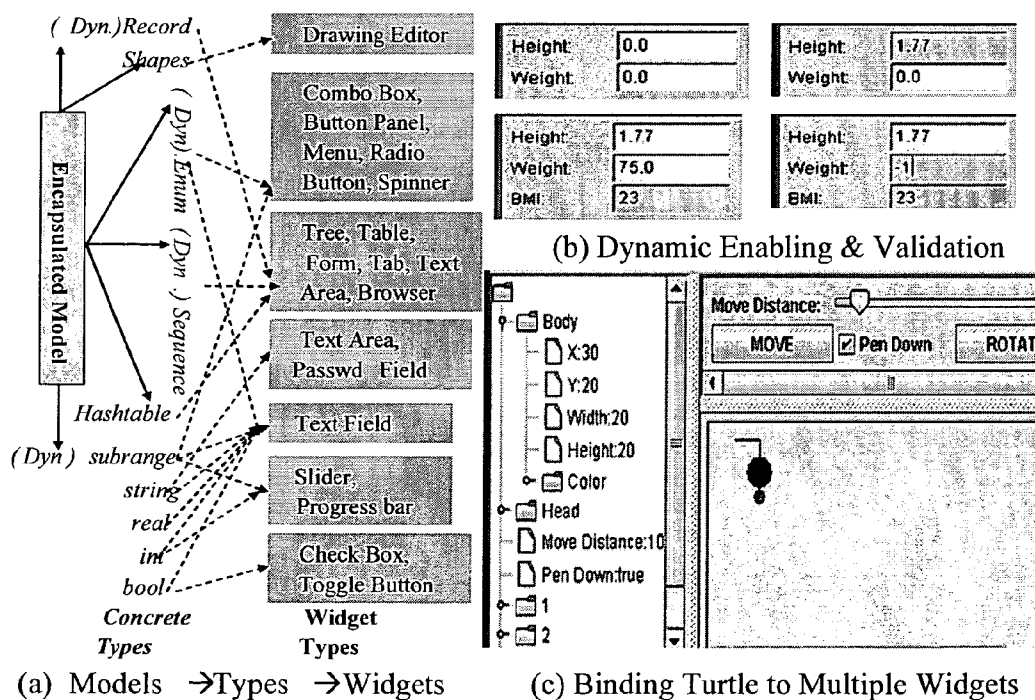 ( Dyn.)Record
Shapes
Encapsulated Model
( Dyn) Enum
(Dyn .) Sequence
Hashtable
( Dyn ) subrange
string
real
int
bool
Concrete
Types
Drawing Editor
Combo Box,
Button Panel,
Menu, Radio
Button, Spinner
Tree, Table,
Form, Tab, Text
Area, Browser
Text Area,
Passwd Field
Text Field
Slider,
Progress bar
Check Box,
Toggle Button
Widget
Types
(a) Models →Types →Widgets
Height: 0.0
Weight: 0.0
Height: 1.77
Weight: 0.0
Height: 1.77
Weight: 75.0
BMI: 23
Height: 1.77
Weight: -1
BMI: 23
(b) Dynamic Enabling & Validation
Body
X:30
Y:20
Width:20
Height:20
Color
Head
Move Distance:10
Pen Down:true
1
2
Move Distance:
MOVE
Pen Down
ROTAT
(c) Binding Turtle to Multiple Widgets